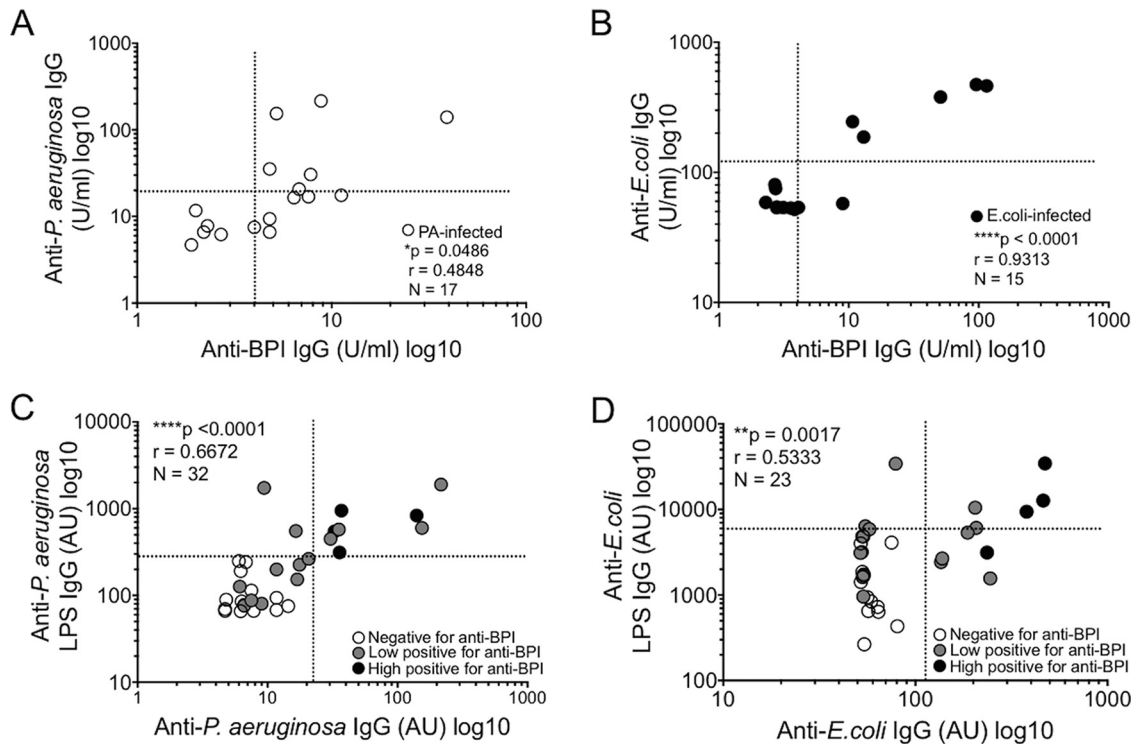 A
Anti-P. aeruginosa IgG
(U/ml) log10
1000
100
10
1
1
10
100
Anti-BPI IgG (U/ml) log10
PA-infected
*p = 0.0486
r = 0.4848
N = 17
B
Anti-E.coli IgG
(U/ml) log10
1000
100
10
1
10
100
1000
Anti-BPI IgG (U/ml) log10
E.coli-infected
****p < 0.0001
r = 0.9313
N = 15
C
Anti-P. aeruginosa
LPS IgG (AU) log10
10000
1000
100
10
1
10
100
1000
Anti-P. aeruginosa IgG (AU) log10
****p <0.0001
r = 0.6672
N = 32
Negative for anti-BPI
Low positive for anti-BPI
High positive for anti-BPI
D
Anti-E.coli
LPS IgG (AU) log10
100000
10000
1000
100
10
100
1000
Anti-E.coli IgG (AU) log10
**p = 0.0017
r = 0.5333
N = 23
Negative for anti-BPI
Low positive for anti-BPI
High positive for anti-BPI